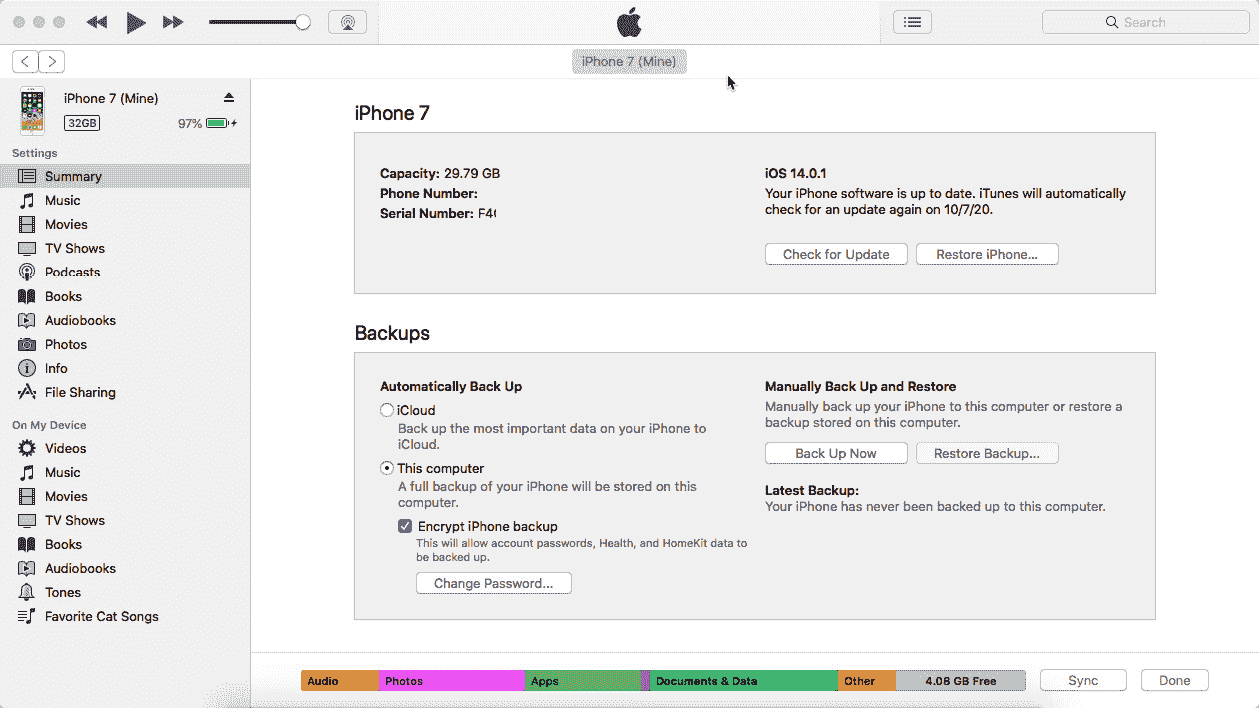 Search
iPhone 7 (Mine)
iPhone 7 (Mine)
32GB
97%
Settings
Summary
Music
Movies
TV Shows
Podcasts
Books
Audiobooks
Photos
Info
File Sharing
On My Device
Videos
Music
Movies
TV Shows
Books
Audiobooks
Tones
Favorite Cat Songs
iPhone 7
Capacity: 29.79 GB
Phone Number:
Serial Number: F4
iOS 14.0.1
Your iPhone software is up to date. iTunes will automatically
check for an update again on 10/7/20.
Check for Update
Restore iPhone...
Backups
Automatically Back Up
iCloud
Back up the most important data on your iPhone to
iCloud.
This computer
A full backup of your iPhone will be stored on this
computer.
Encrypt iPhone backup
This will allow account passwords, Health, and HomeKit data to
be backed up.
Change Password...
Manually Back Up and Restore
Manually back up your iPhone to this computer or restore a
backup stored on this computer.
Back Up Now
Restore Backup...
Latest Backup:
Your iPhone has never been backed up to this computer.
Audio
Photos
Apps
Documents & Data
Other
4.08 GB Free
Sync
Done